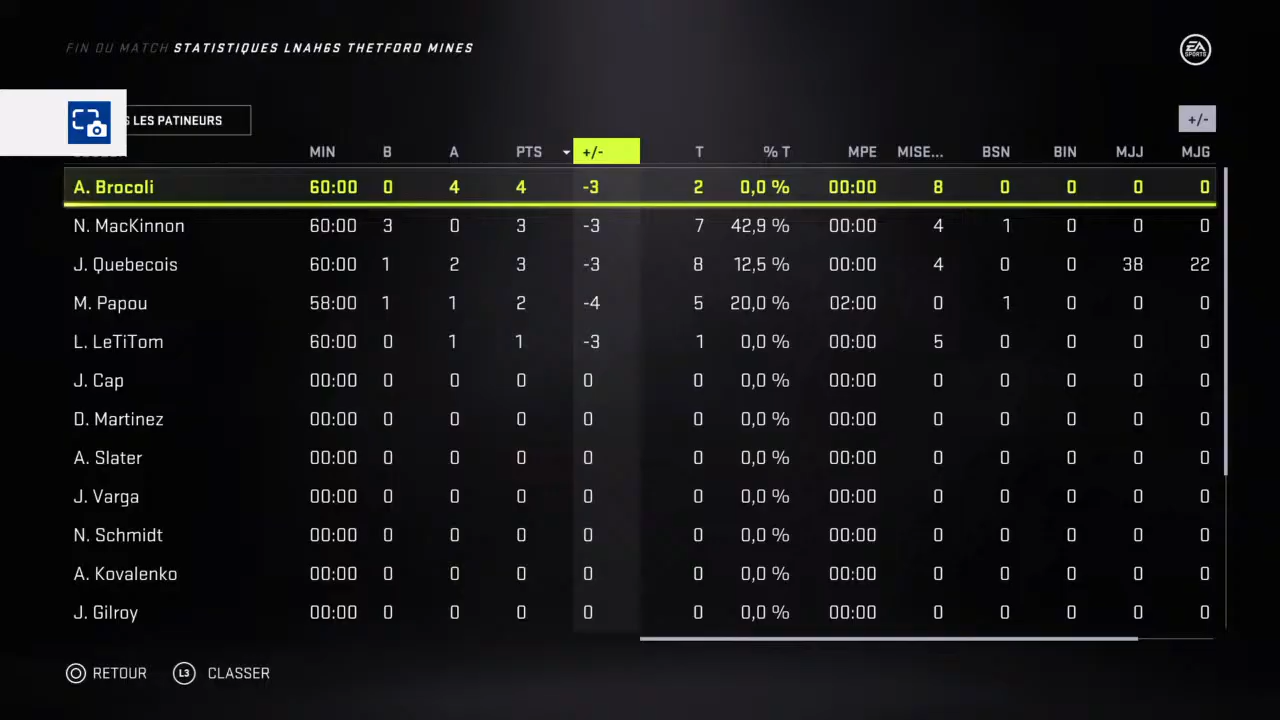 FIN DU MATCH STATISTIQUES LNAH6S THETFORD MINES
EA SPORTS
LES PATINEURS
+/-
MIN B A PTS +/- T % T MPE MISE... BSN BIN MJJ MJG
A. Brocoli 60:00 0 4 4 -3 2 0,0 % 00:00 8 0 0 0 0
N. MacKinnon 60:00 3 0 3 -3 7 42,9 % 00:00 4 1 0 0 0
J. Quebecois 60:00 1 2 3 -3 8 12,5 % 00:00 4 0 0 38 22
M. Papou 58:00 1 1 2 -4 5 20,0 % 02:00 0 1 0 0 0
L. LeTiTom 60:00 0 1 1 -3 1 0,0 % 00:00 5 0 0 0 0
J. Cap 00:00 0 0 0 0 0 0,0 % 00:00 0 0 0 0 0
D. Martinez 00:00 0 0 0 0 0 0,0 % 00:00 0 0 0 0 0
A. Slater 00:00 0 0 0 0 0 0,0 % 00:00 0 0 0 0 0
J. Varga 00:00 0 0 0 0 0 0,0 % 00:00 0 0 0 0 0
N. Schmidt 00:00 0 0 0 0 0 0,0 % 00:00 0 0 0 0 0
A. Kovalenko 00:00 0 0 0 0 0 0,0 % 00:00 0 0 0 0 0
J. Gilroy 00:00 0 0 0 0 0 0,0 % 00:00 0 0 0 0 0
RETOUR L3 CLASSER